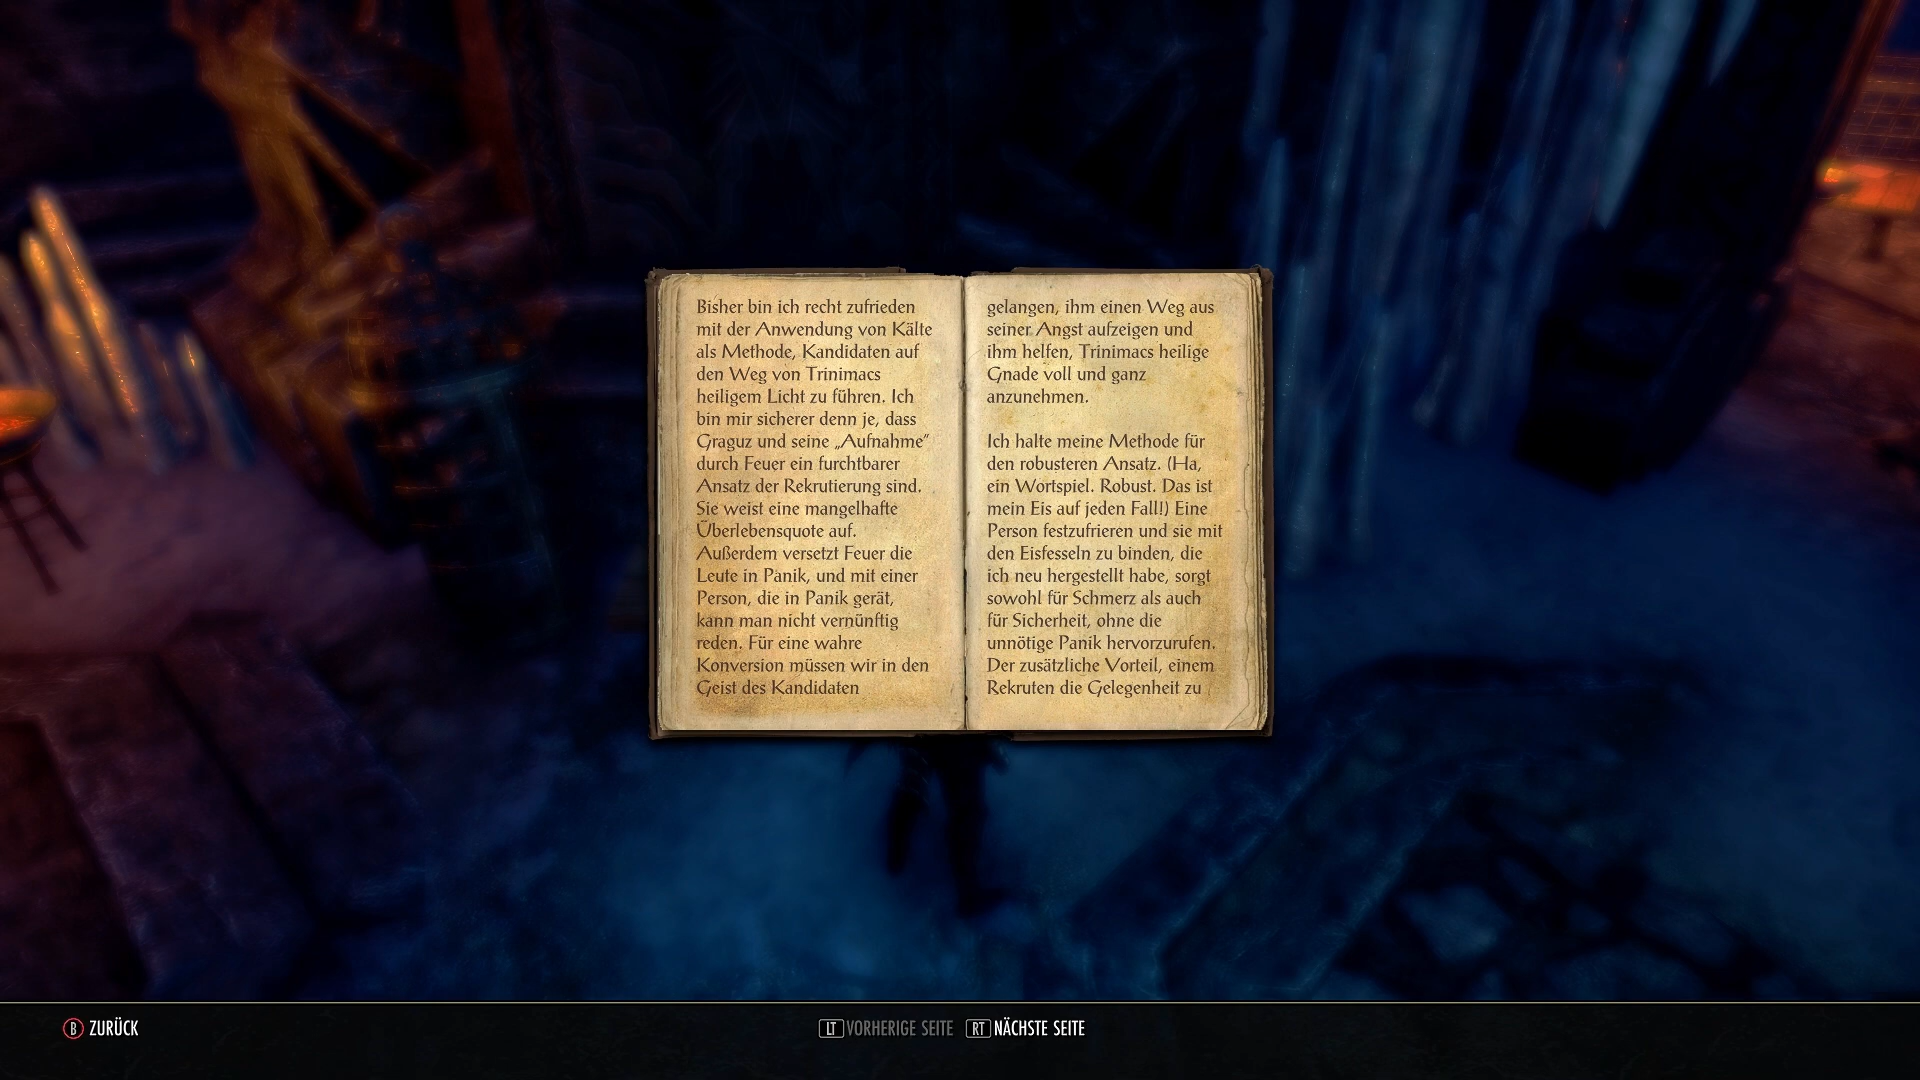 Bisher bin ich recht zufrieden
mit der Anwendung von Kälte
als Methode, Kandidaten auf
den Weg von Trinimacs
heiligem Licht zu führen. Ich
bin mir sicherer denn je, dass
Graguz und seine „Aufnahme“
durch Feuer ein furchtbarer
Ansatz der Rekrutierung sind.
Sie weist eine mangelhafte
Überlebensquote auf.
Außerdem versetzt Feuer die
Leute in Panik, und mit einer
Person, die in Panik gerät,
kann man nicht vernünftig
reden. Für eine wahre
Konversion müssen wir in den
Geist des Kandidaten
gelangen, ihm einen Weg aus
seiner Angst aufzeigen und
ihm helfen, Trinimacs heilige
Gnade voll und ganz
anzunehmen.
Ich halte meine Methode für
den robusteren Ansatz. (Ha,
ein Wortspiel. Robust. Das ist
mein Eis auf jeden Fall!) Eine
Person festzufrieren und sie mit
den Eisfesseln zu binden, die
ich neu hergestellt habe, sorgt
sowohl für Schmerz als auch
für Sicherheit, ohne die
unnötige Panik hervorzurufen.
Der zusätzliche Vorteil, einem
Rekruten die Gelegenheit zu
B ZURÜCK
LT VORHERIGE SEITE RT NÄCHSTE SEITE